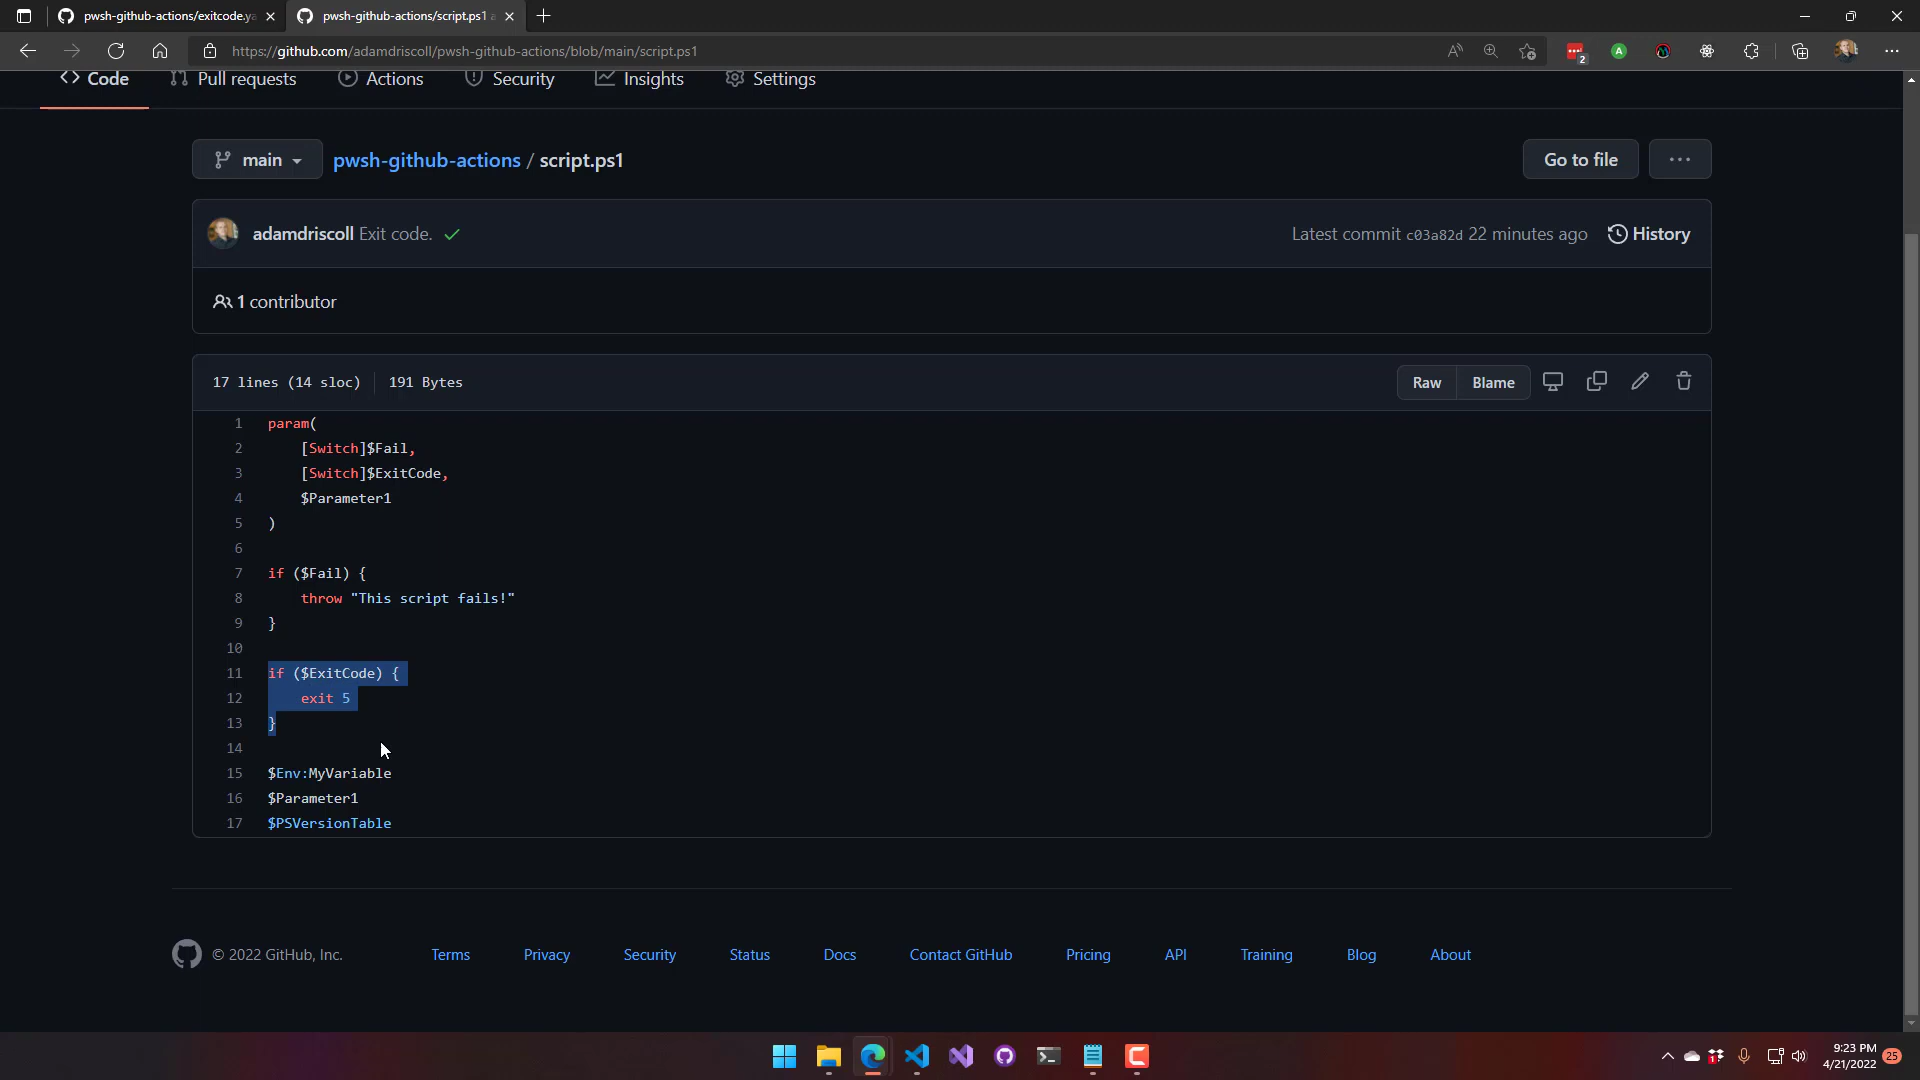 pwsh-github-actions/exitcode.ya
pwsh-github-actions/script.ps1 a
https://github.com/adamdriscoll/pwsh-github-actions/blob/main/script.ps1
2
Code
Pull requests
Actions
Security
Insights
Settings
main
pwsh-github-actions / script.ps1
Go to file
adamdriscoll Exit code.
Latest commit c03a82d 22 minutes ago
History
1 contributor
17 lines (14 sloc)
191 Bytes
Raw
Blame
1 param(
2 [Switch]$Fail,
3 [Switch]$ExitCode,
4 $Parameter1
5 )
6
7 if ($Fail) {
8 throw "This script fails!"
9 }
10
11 if ($ExitCode) {
12 exit 5
13 }
14
15 $Env:MyVariable
16 $Parameter1
17 $PSVersionTable
© 2022 GitHub, Inc.
Terms
Privacy
Security
Status
Docs
Contact GitHub
Pricing
API
Training
Blog
About
9:23 PM
4/21/2022
25